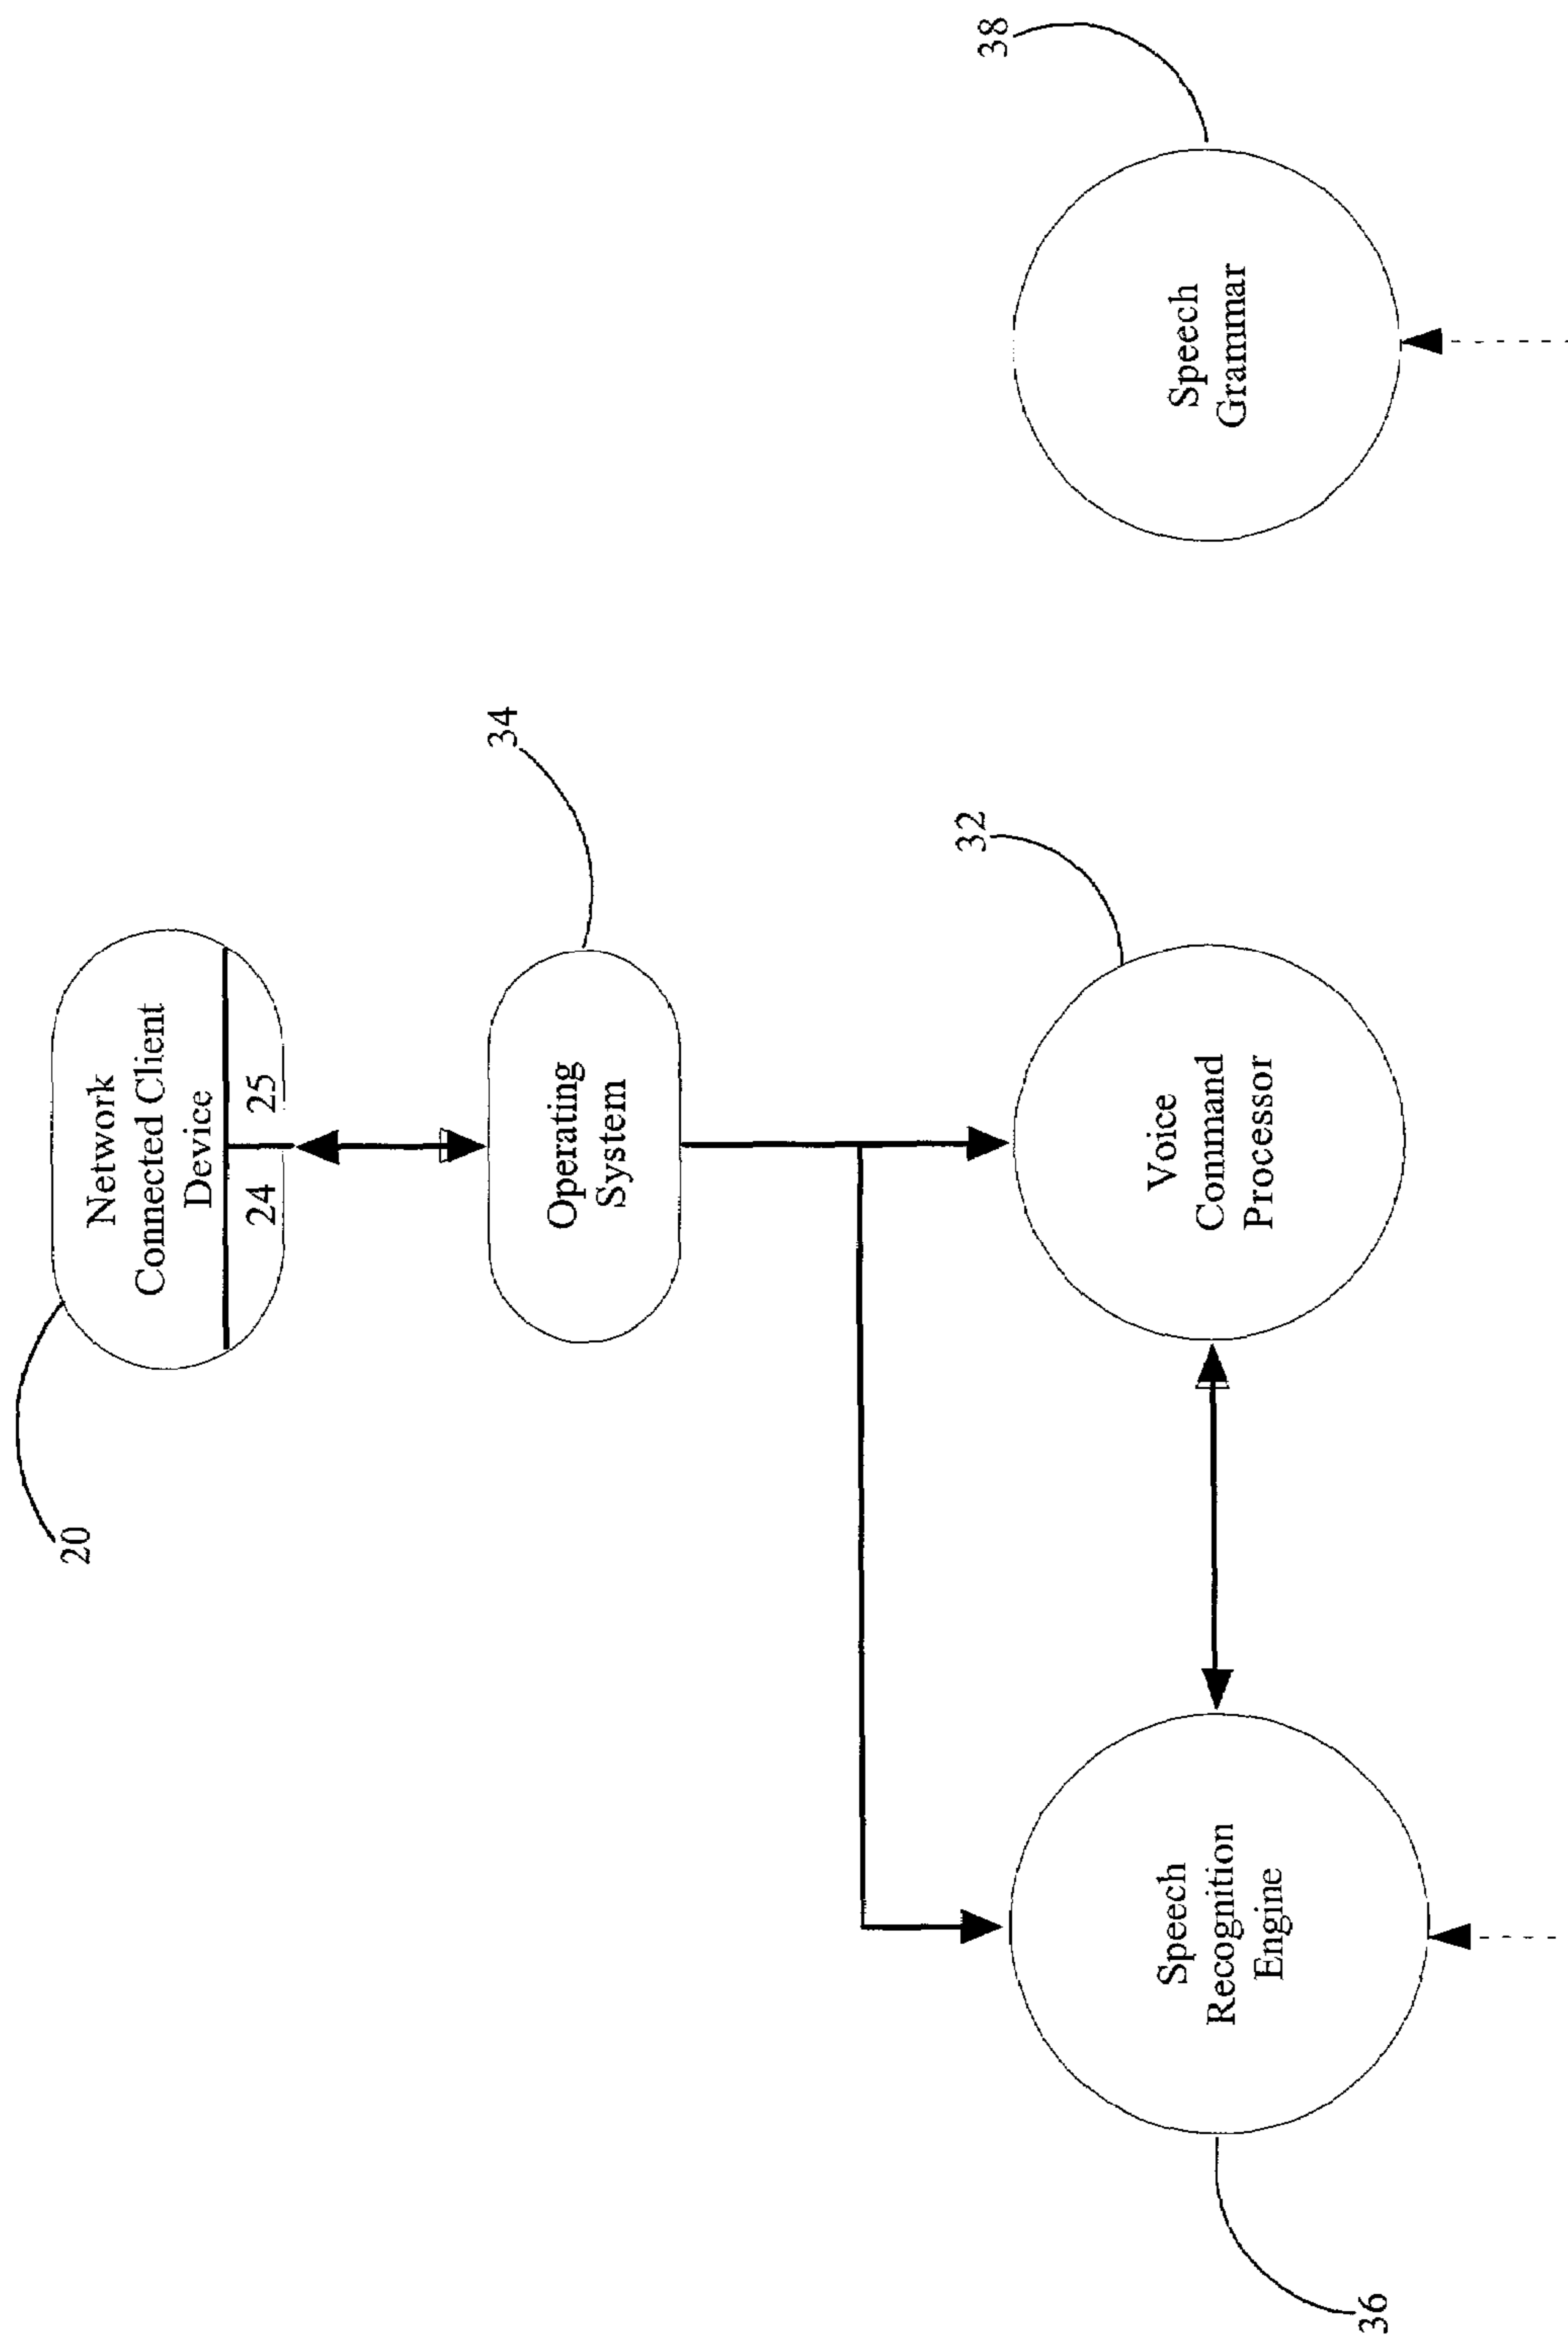 20
Network
Connected Client
Device
24
25
34
Operating
System
36
Speech
Recognition
Engine
32
Voice
Command
Processor
38
Speech
Grammar